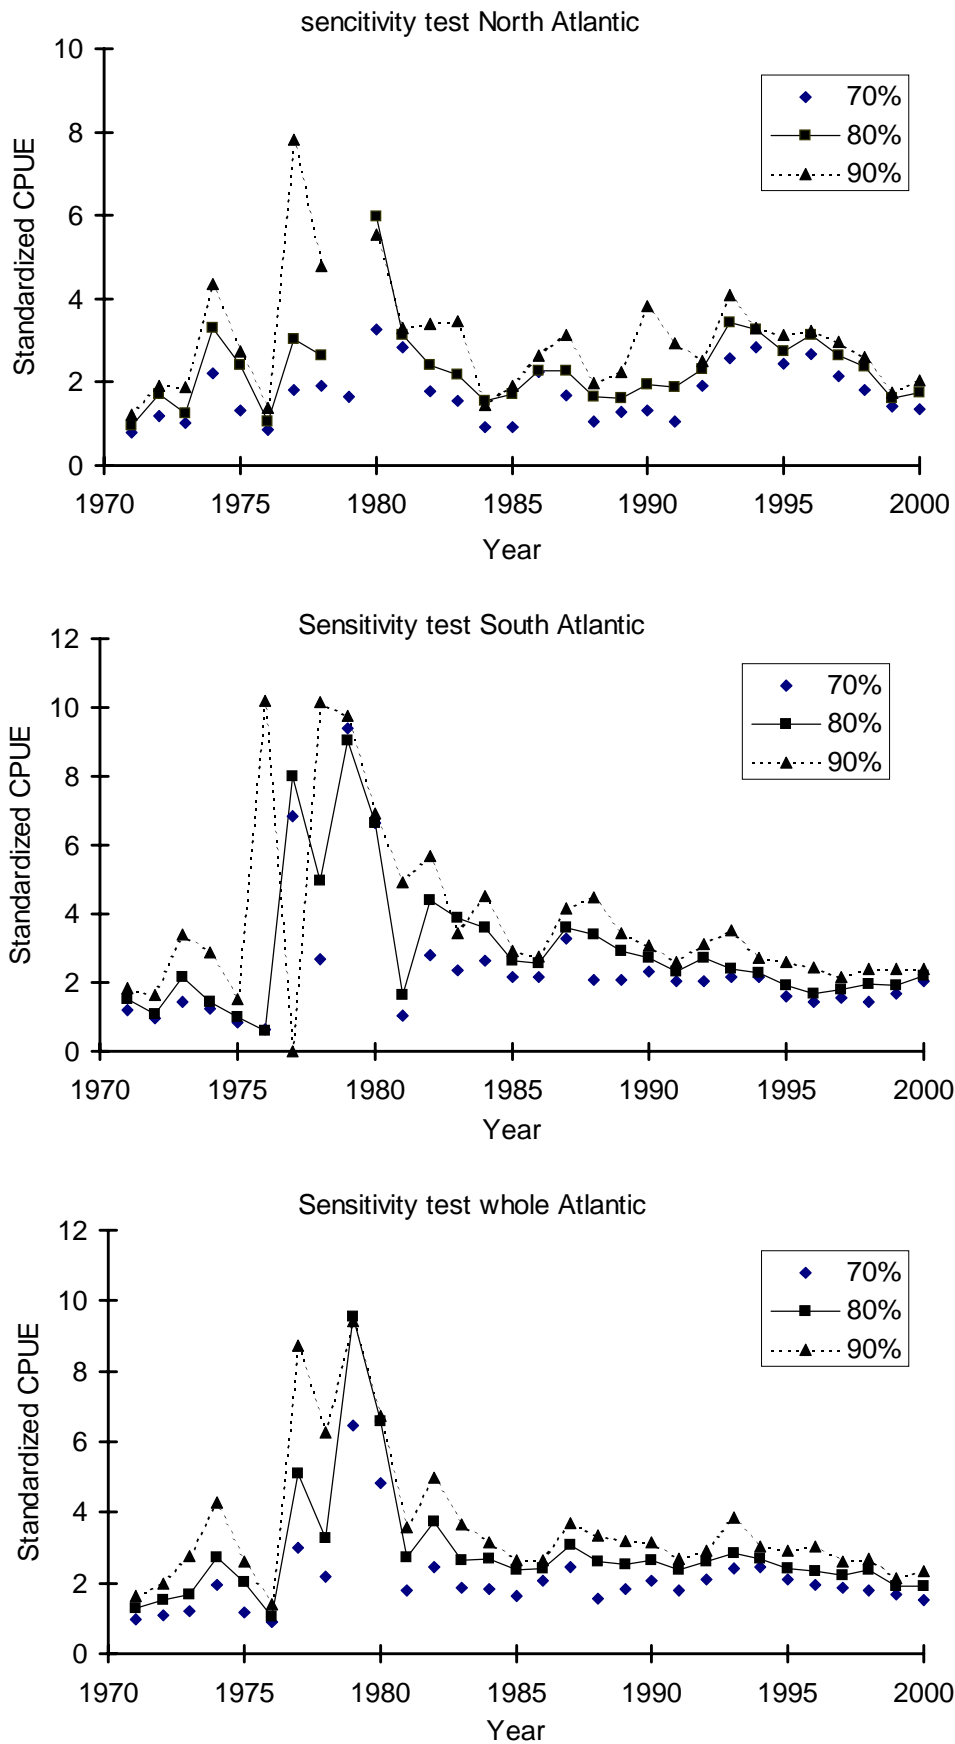 sencitivity test North Atlantic
10
8
6
4
2
0
Standardized CPUE
70%
80%
90%
1970 1975 1980 1985 1990 1995 2000
Year
Sensitivity test South Atlantic
12
10
8
6
4
2
0
Standardized CPUE
70%
80%
90%
1970 1975 1980 1985 1990 1995 2000
Year
Sensitivity test whole Atlantic
12
10
8
6
4
2
0
Standardized CPUE
70%
80%
90%
1970 1975 1980 1985 1990 1995 2000
Year